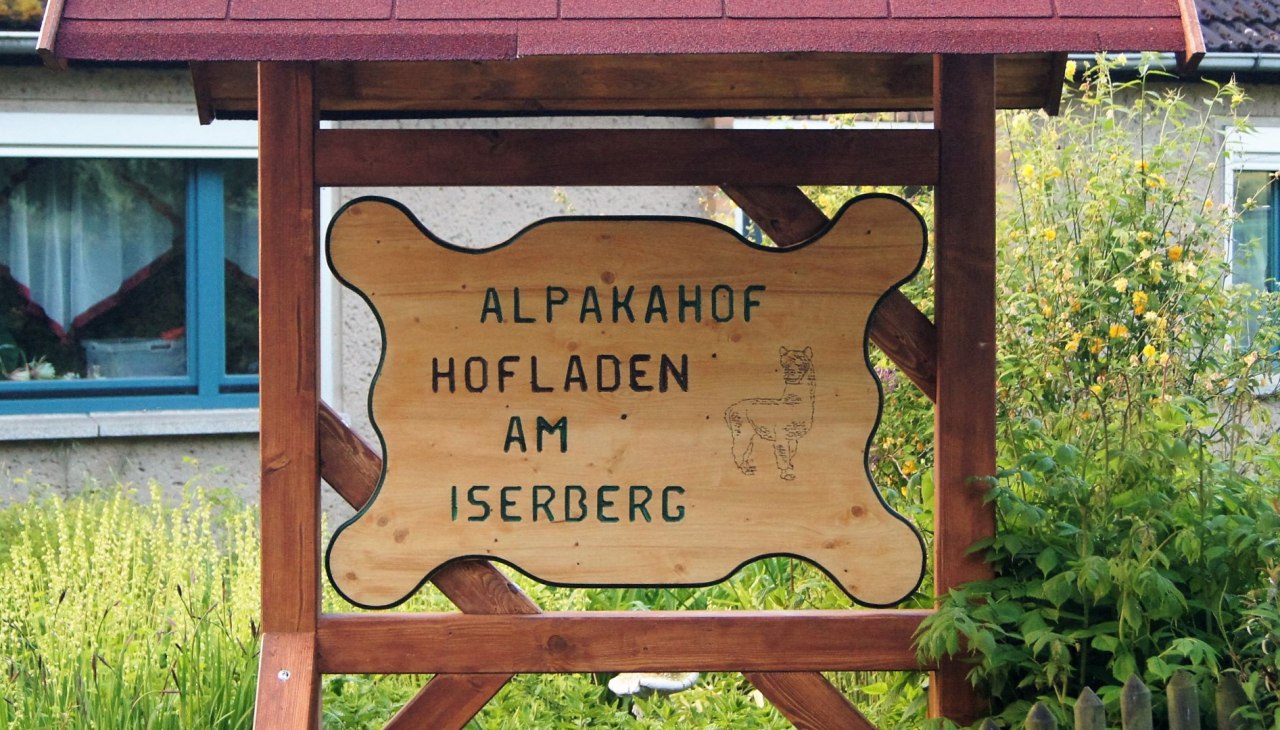 ALPAKAHOF
HOFLADEN
AM
ISERBERG